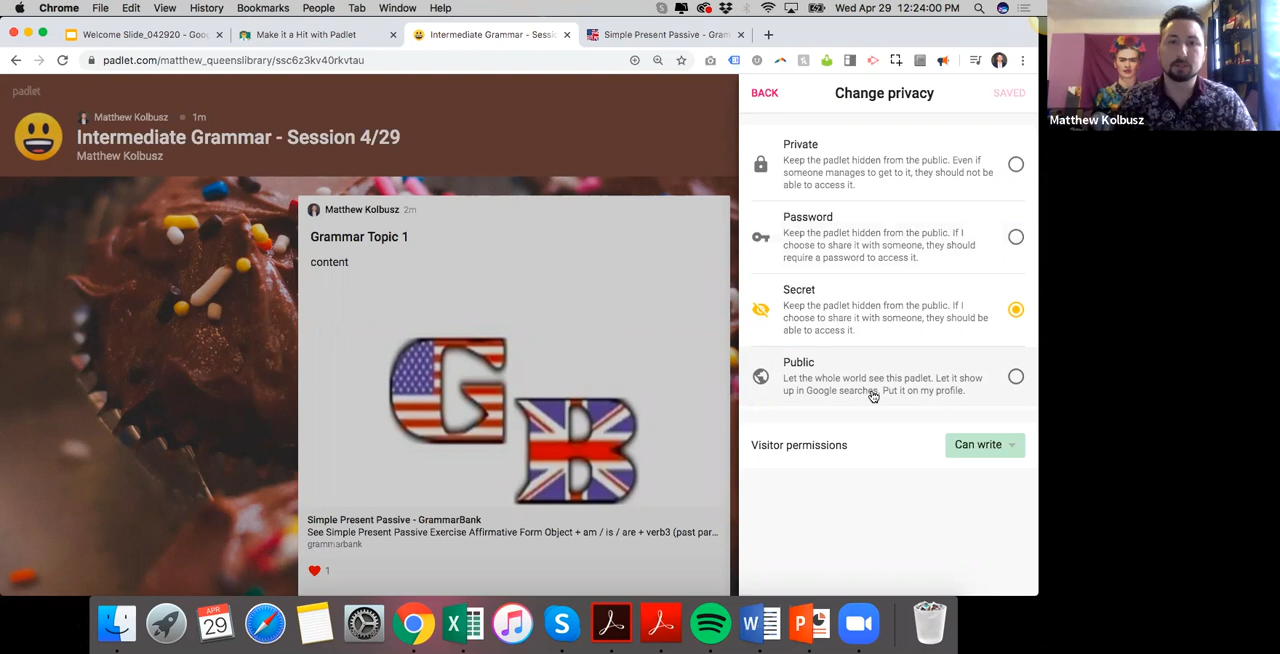 Chrome File Edit View History Bookmarks People Tab Window Help
Wed Apr 29 12:24:00 PM
Welcome Slide_042920 - Goo
Make it a Hit with Padlet
Intermediate Grammar - Sessi
Simple Present Passive - Gram
padlet.com/matthew_queenslibrary/ssc6z3kv40rkvtau
padlet
Matthew Kolbusz 1m
Intermediate Grammar - Session 4/29
Matthew Kolbusz
Matthew Kolbusz 2m
Grammar Topic 1
content
G
B
Simple Present Passive - GrammarBank
See Simple Present Passive Exercise Affirmative Form Object + am / is / are + verb3 (past par...
grammarbank
1
BACK
Change privacy
SAVED
Private
Keep the padlet hidden from the public. Even if
someone manages to get to it, they should not be
able to access it.
Password
Keep the padlet hidden from the public. If I
choose to share it with someone, they should
require a password to access it.
Secret
Keep the padlet hidden from the public. If I
choose to share it with someone, they should be
able to access it.
Public
Let the whole world see this padlet. Let it show
up in Google searches. Put it on my profile.
Visitor permissions
Can write
Matthew Kolbusz
APR
29